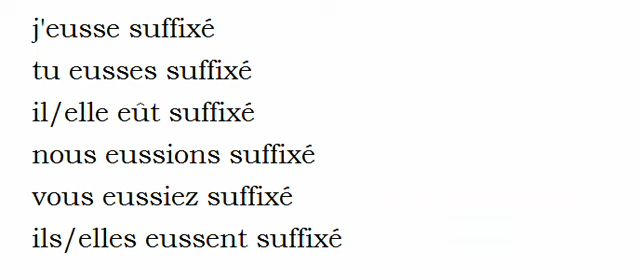 j'eusse suffixé
tu eusses suffixé
il/elle eût suffixé
nous eussions suffixé
vous eussiez suffixé
ils/elles eussent suffixé